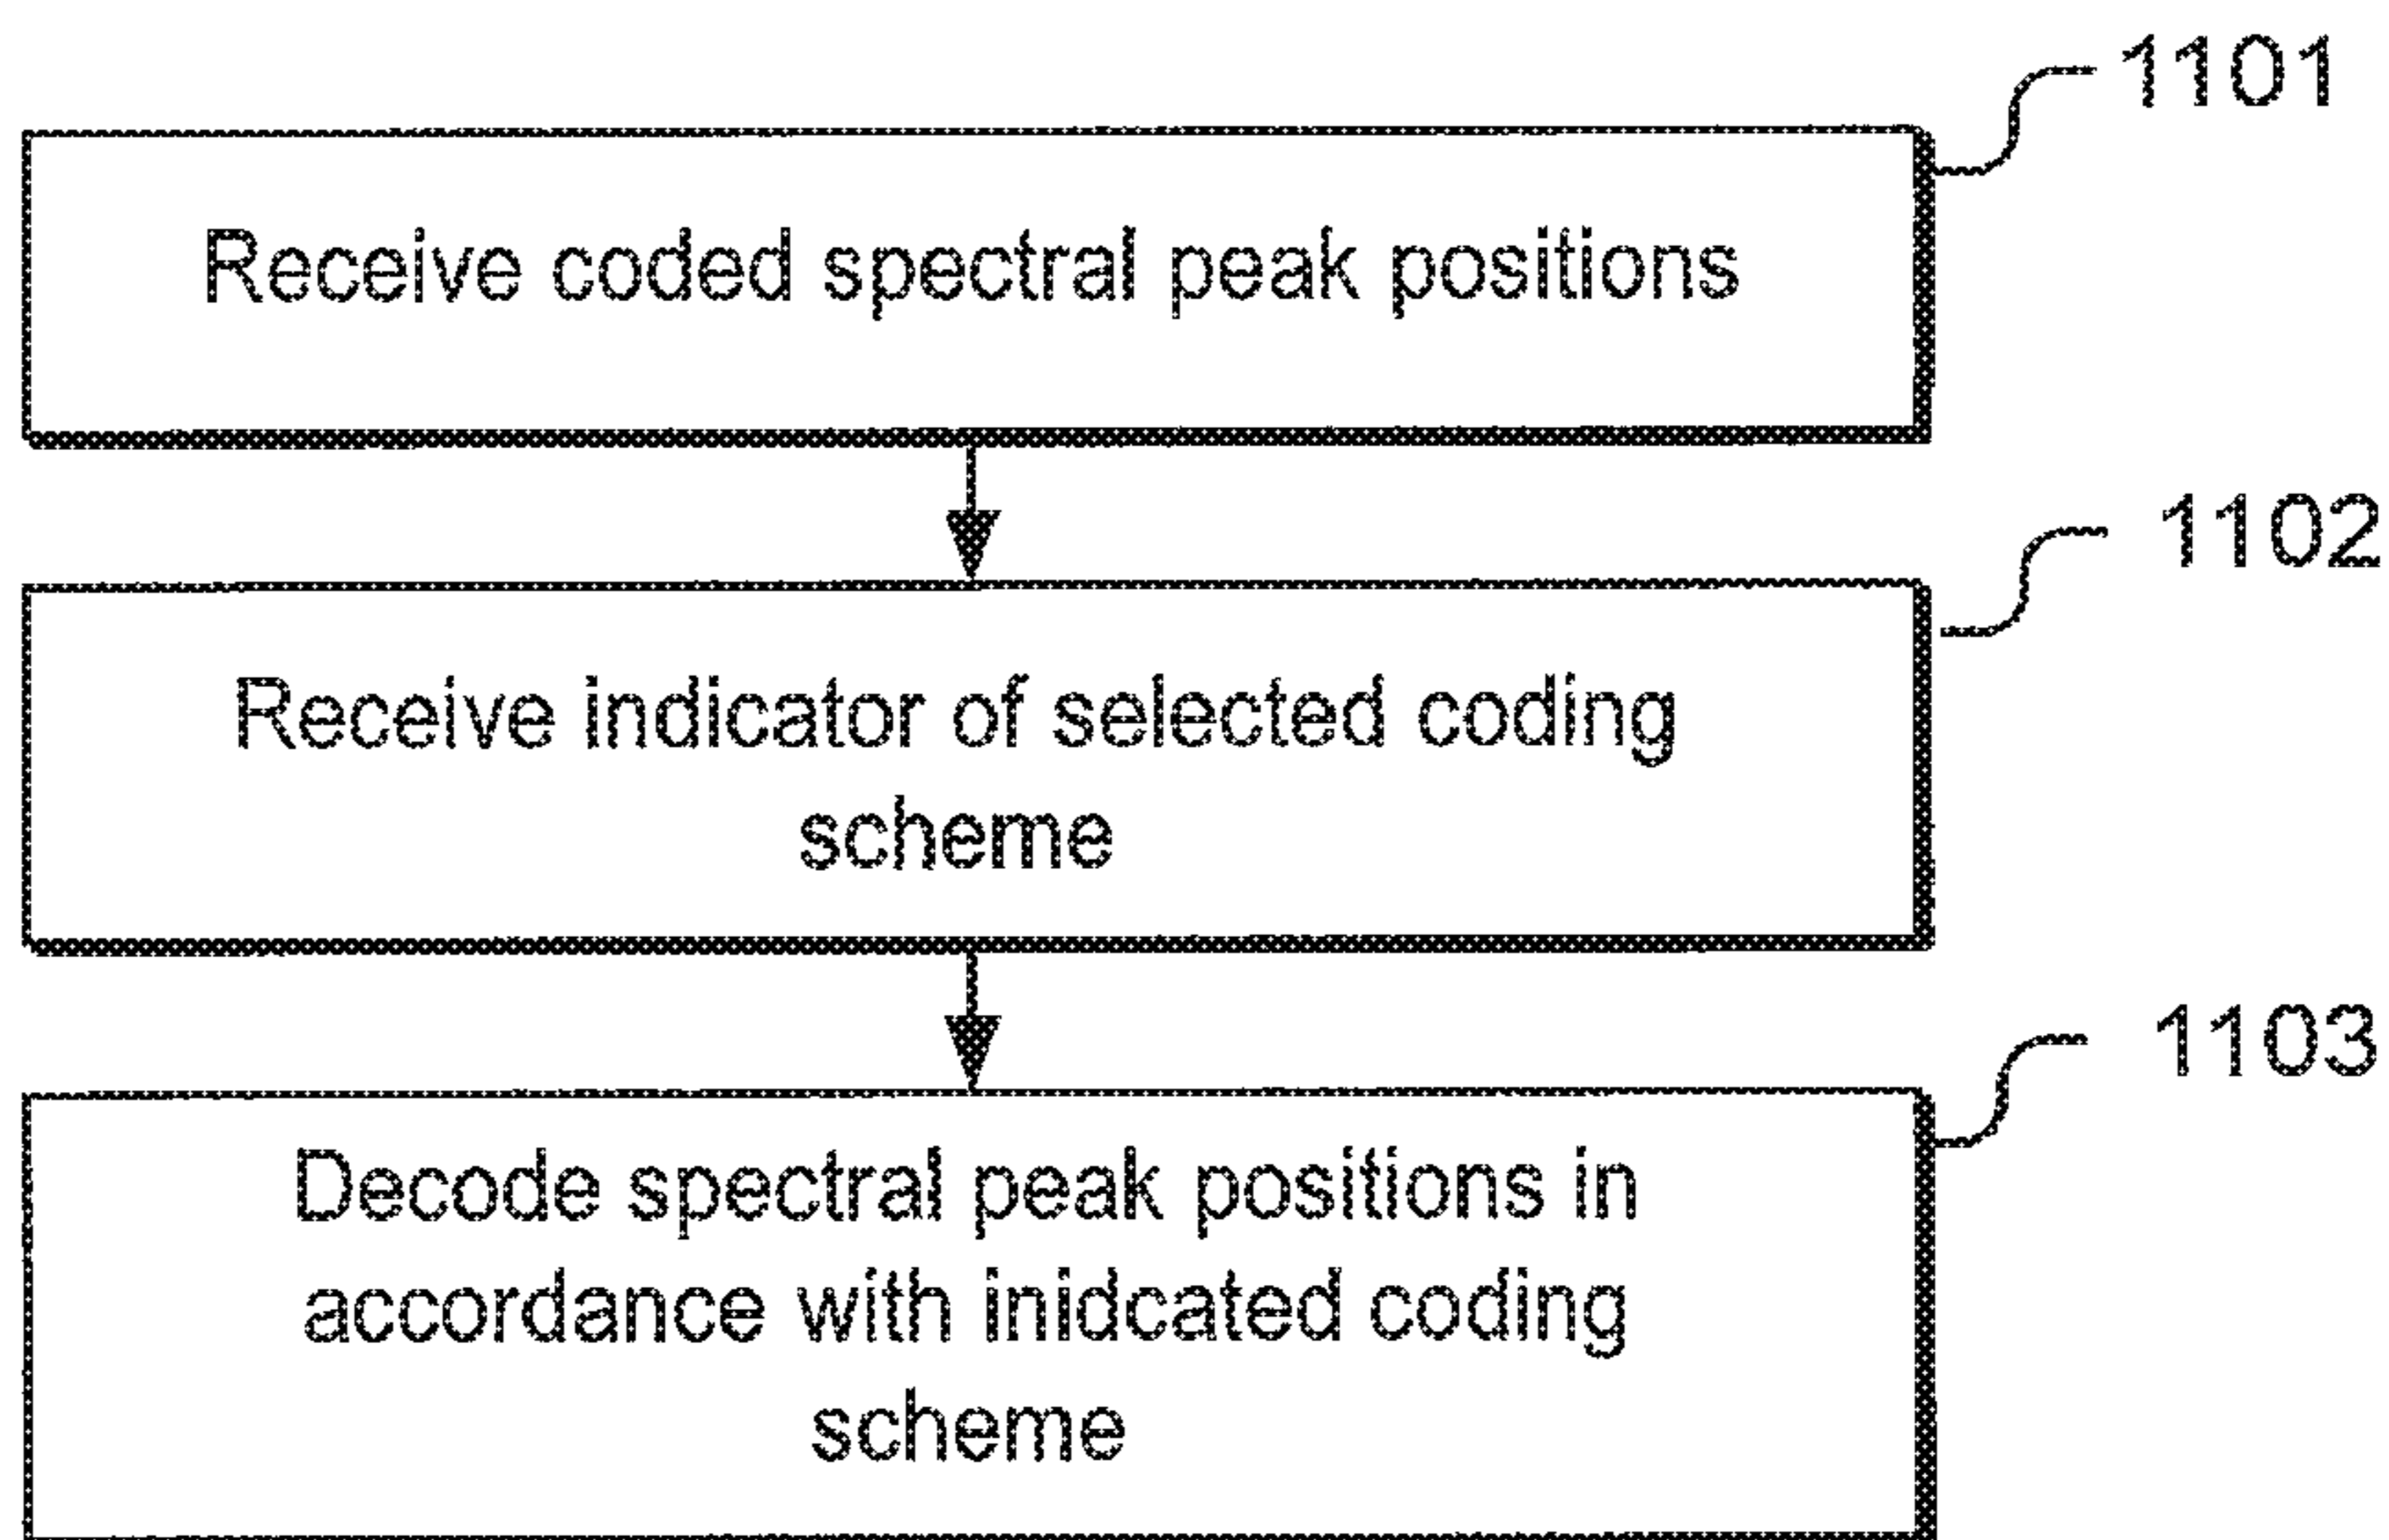 1101
Receive coded spectral peak positions
1102
Receive indicator of selected coding
scheme
1103
Decode spectral peak positions in
accordance with inidcated coding
scheme